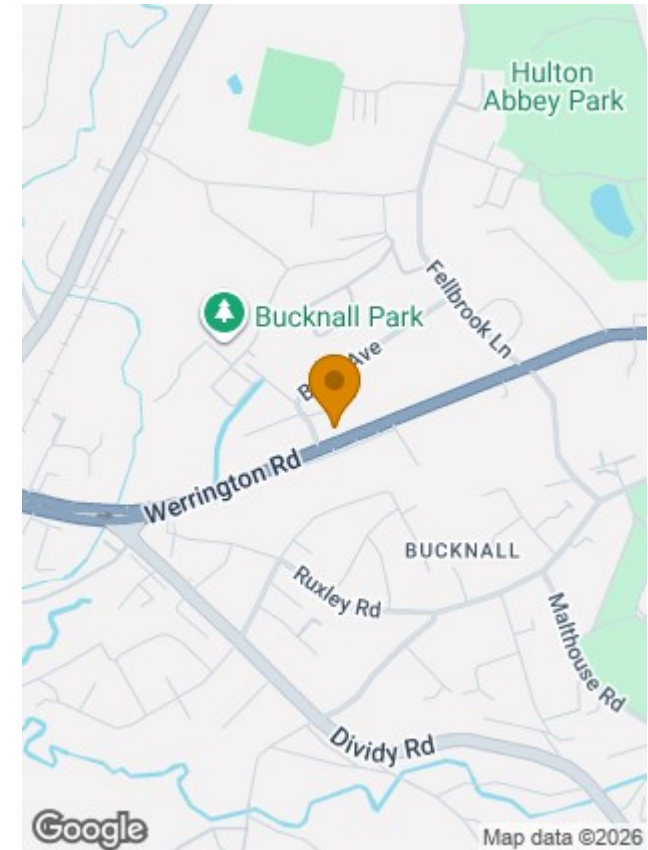 Hulton
Abbey Park
Fellbrook Ln
Bucknall Park
Ave
Werrington Rd
BUCKNALL
Ruxley Rd
Malthouse Rd
Dividy Rd
Google
Map data ©2026